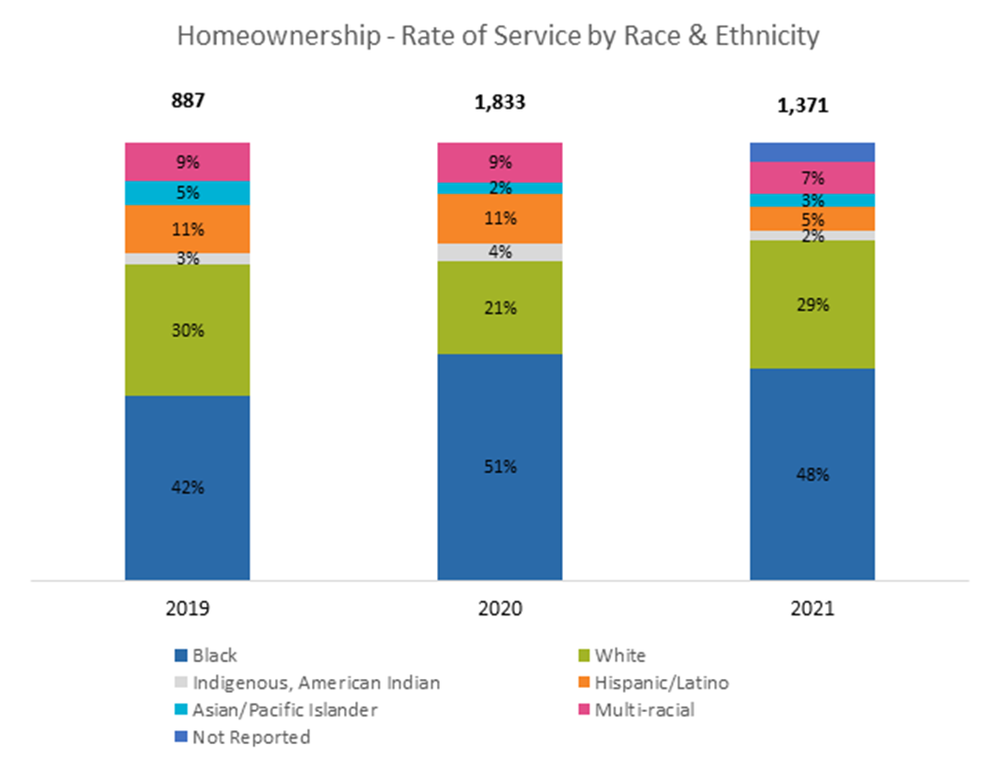 Homeownership - Rate of Service by Race & Ethnicity
887 1,833 1,371
9% 9% 7%
5% 2% 3%
11% 11% 5%
3% 4% 2%
30% 21% 29%
42% 51% 48%
2019 2020 2021
Black White
Indigenous, American Indian Hispanic/Latino
Asian/Pacific Islander Multi-racial
Not Reported